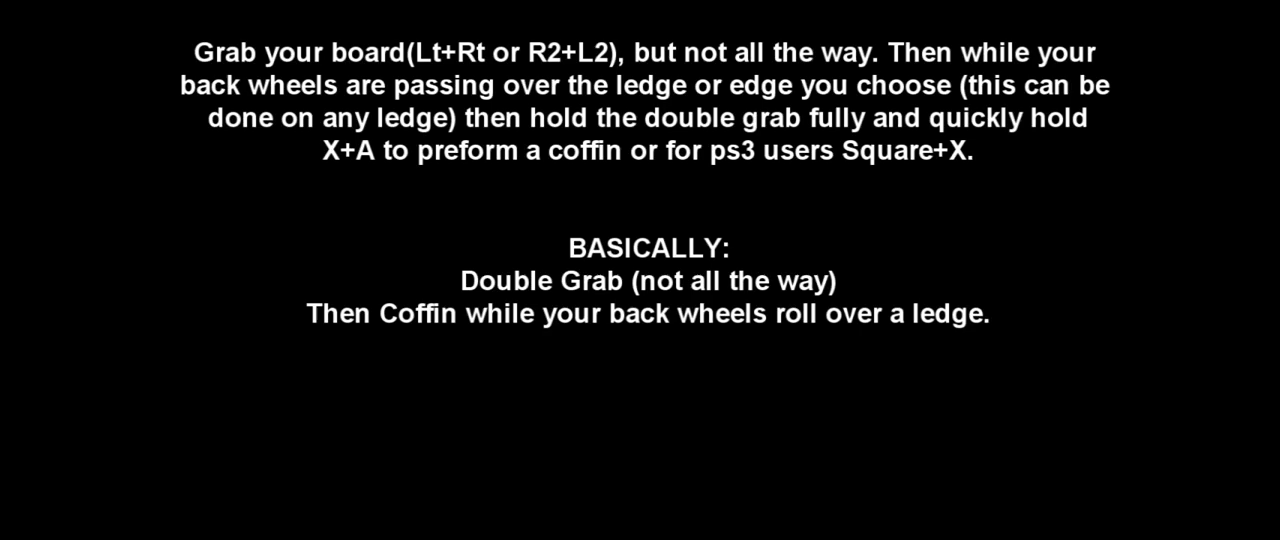 Grab your board(Lt+Rt or R2+L2), but not all the way. Then while your
back wheels are passing over the ledge or edge you choose (this can be
done on any ledge) then hold the double grab fully and quickly hold
X+A to preform a coffin or for ps3 users Square+X.
BASICALLY:
Double Grab (not all the way)
Then Coffin while your back wheels roll over a ledge.